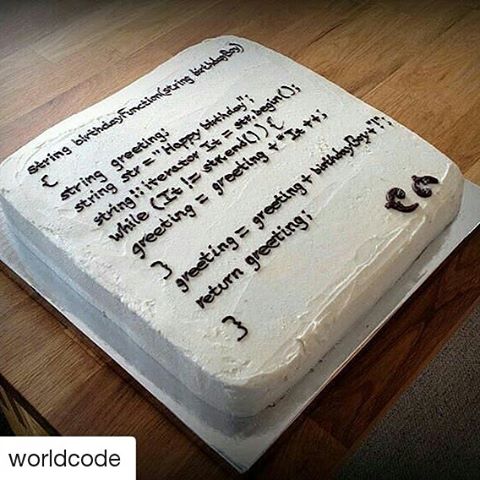 string birthdayFunction(string birthdayBoy)
{
string greeting;
string str = "Happy birthday";
string::iterator It = str.begin();
while (It != str.end()) {
greeting = greeting + *It ++;
}
greeting = greeting + birthdayBoy + '!';
return greeting;
}
worldcode